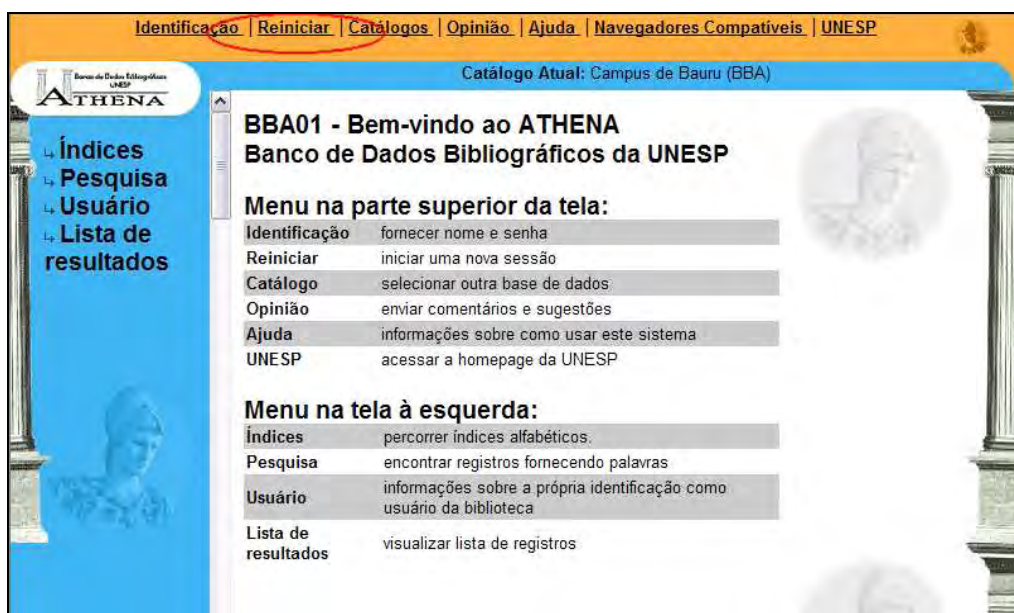 Identificação | Reiniciar | Catálogos | Opinião | Ajuda | Navegadores Compatíveis | UNESP
Catálogo Atual: Campus de Bauru (BBA)
Banco de Dados Bibliográficos
UNESP
ATHENA
Índices
Pesquisa
Usuário
Lista de
resultados
BBA01 - Bem-vindo ao ATHENA
Banco de Dados Bibliográficos da UNESP
Menu na parte superior da tela:
Identificação fornecer nome e senha
Reiniciar iniciar uma nova sessão
Catálogo selecionar outra base de dados
Opinião enviar comentários e sugestões
Ajuda informações sobre como usar este sistema
UNESP acessar a homepage da UNESP
Menu na tela à esquerda:
Índices percorrer índices alfabéticos.
Pesquisa encontrar registros fornecendo palavras
Usuário informações sobre a própria identificação como
usuário da biblioteca
Lista de
resultados visualizar lista de registros